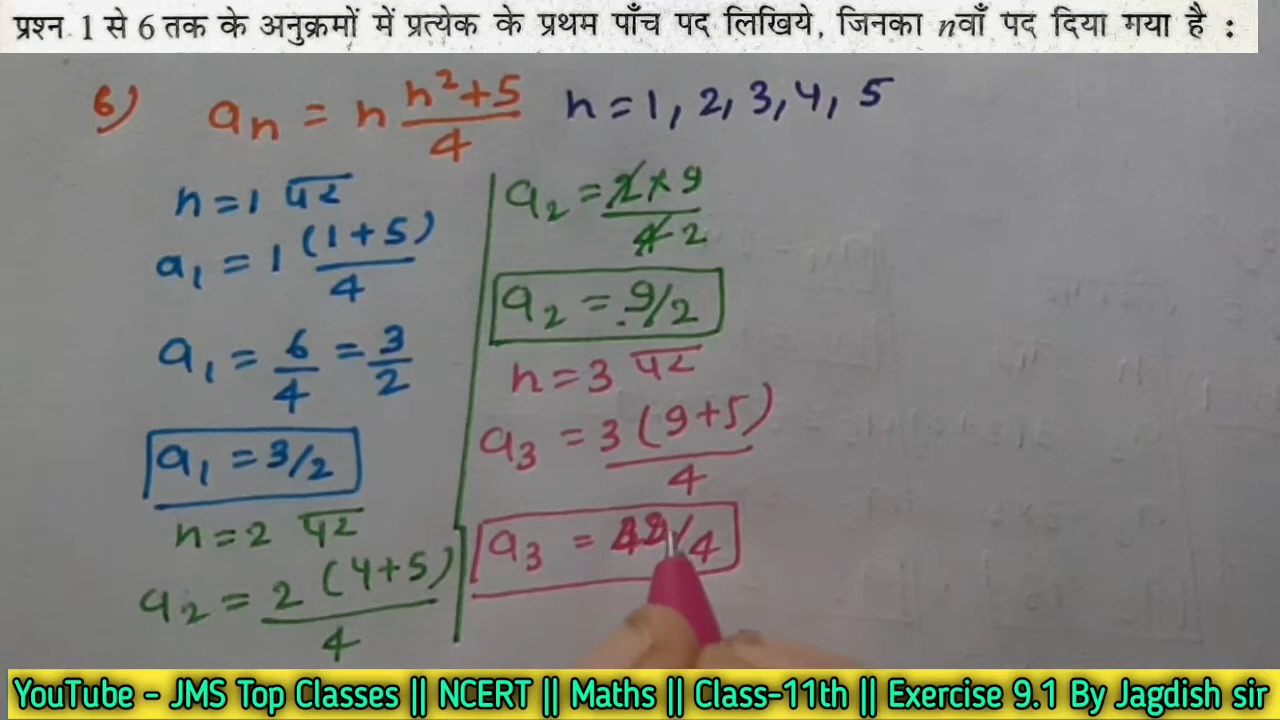 प्रश्न 1 से 6 तक के अनुक्रमों में प्रत्येक के प्रथम पाँच पद लिखिये, जिनका nवाँ पद दिया गया है :
6) aₙ = n (n²+5)/4 n = 1, 2, 3, 4, 5
n = 1 पर
a₁ = 1 (1+5)/4
a₁ = 6/4 = 3/2
a₁ = 3/2
n = 2 पर
a₂ = 2 (4+5)/4
a₂ = 2×9/4 2
a₂ = 9/2
n = 3 पर
a₃ = 3 (9+5)/4
a₃ = /4
YouTube - JMS Top Classes || NCERT || Maths || Class-11th || Exercise 9.1 By Jagdish sir